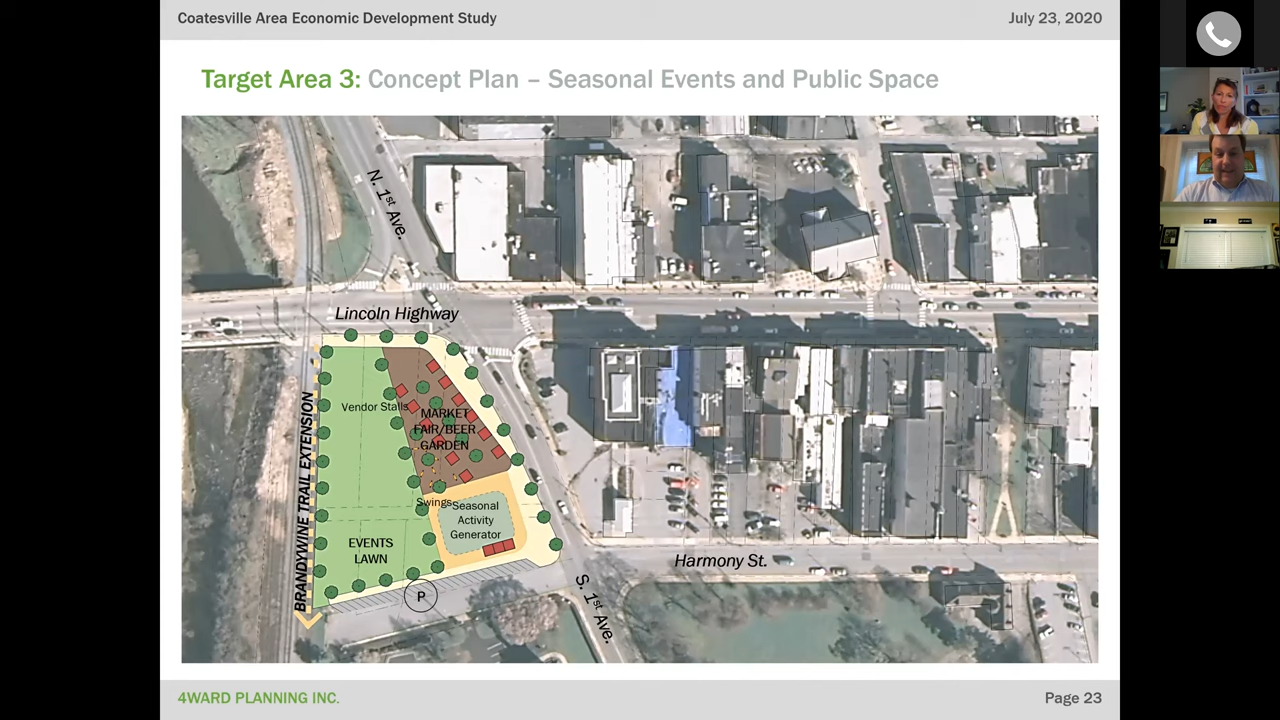 Coatesville Area Economic Development Study
July 23, 2020
Target Area 3: Concept Plan – Seasonal Events and Public Space
N. 1st Ave.
Lincoln Highway
Vendor Stalls
MARKET
FAIR/BEER
GARDEN
BRANDYWINE TRAIL EXTENSION
Swings
Seasonal
Activity
Generator
EVENTS
LAWN
Harmony St.
P
S. 1st Ave.
4WARD PLANNING INC.
Page 23